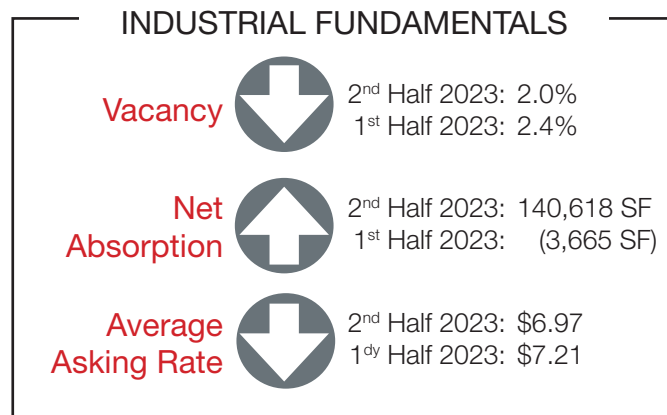 INDUSTRIAL FUNDAMENTALS
Vacancy
2nd Half 2023: 2.0%
1st Half 2023: 2.4%
Net
Absorption
2nd Half 2023: 140,618 SF
1st Half 2023: (3,665 SF)
Average
Asking Rate
2nd Half 2023: $6.97
1dy Half 2023: $7.21